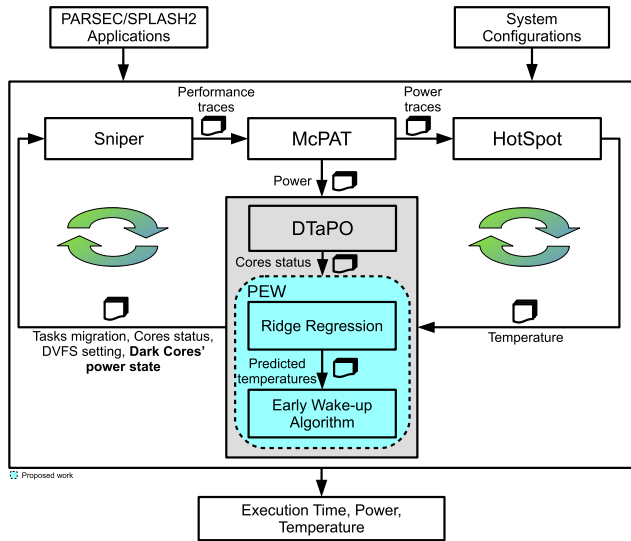 PARSEC/SPLASH2
Applications
System
Configurations
Performance
traces
Power
traces
Sniper
McPAT
HotSpot
Power
DTaPO
Cores status
PEW
Ridge Regression
Tasks migration, Cores status,
DVFS setting, Dark Cores'
power state
Temperature
Predicted
temperatures
Early Wake-up
Algorithm
Proposed work
Execution Time, Power,
Temperature